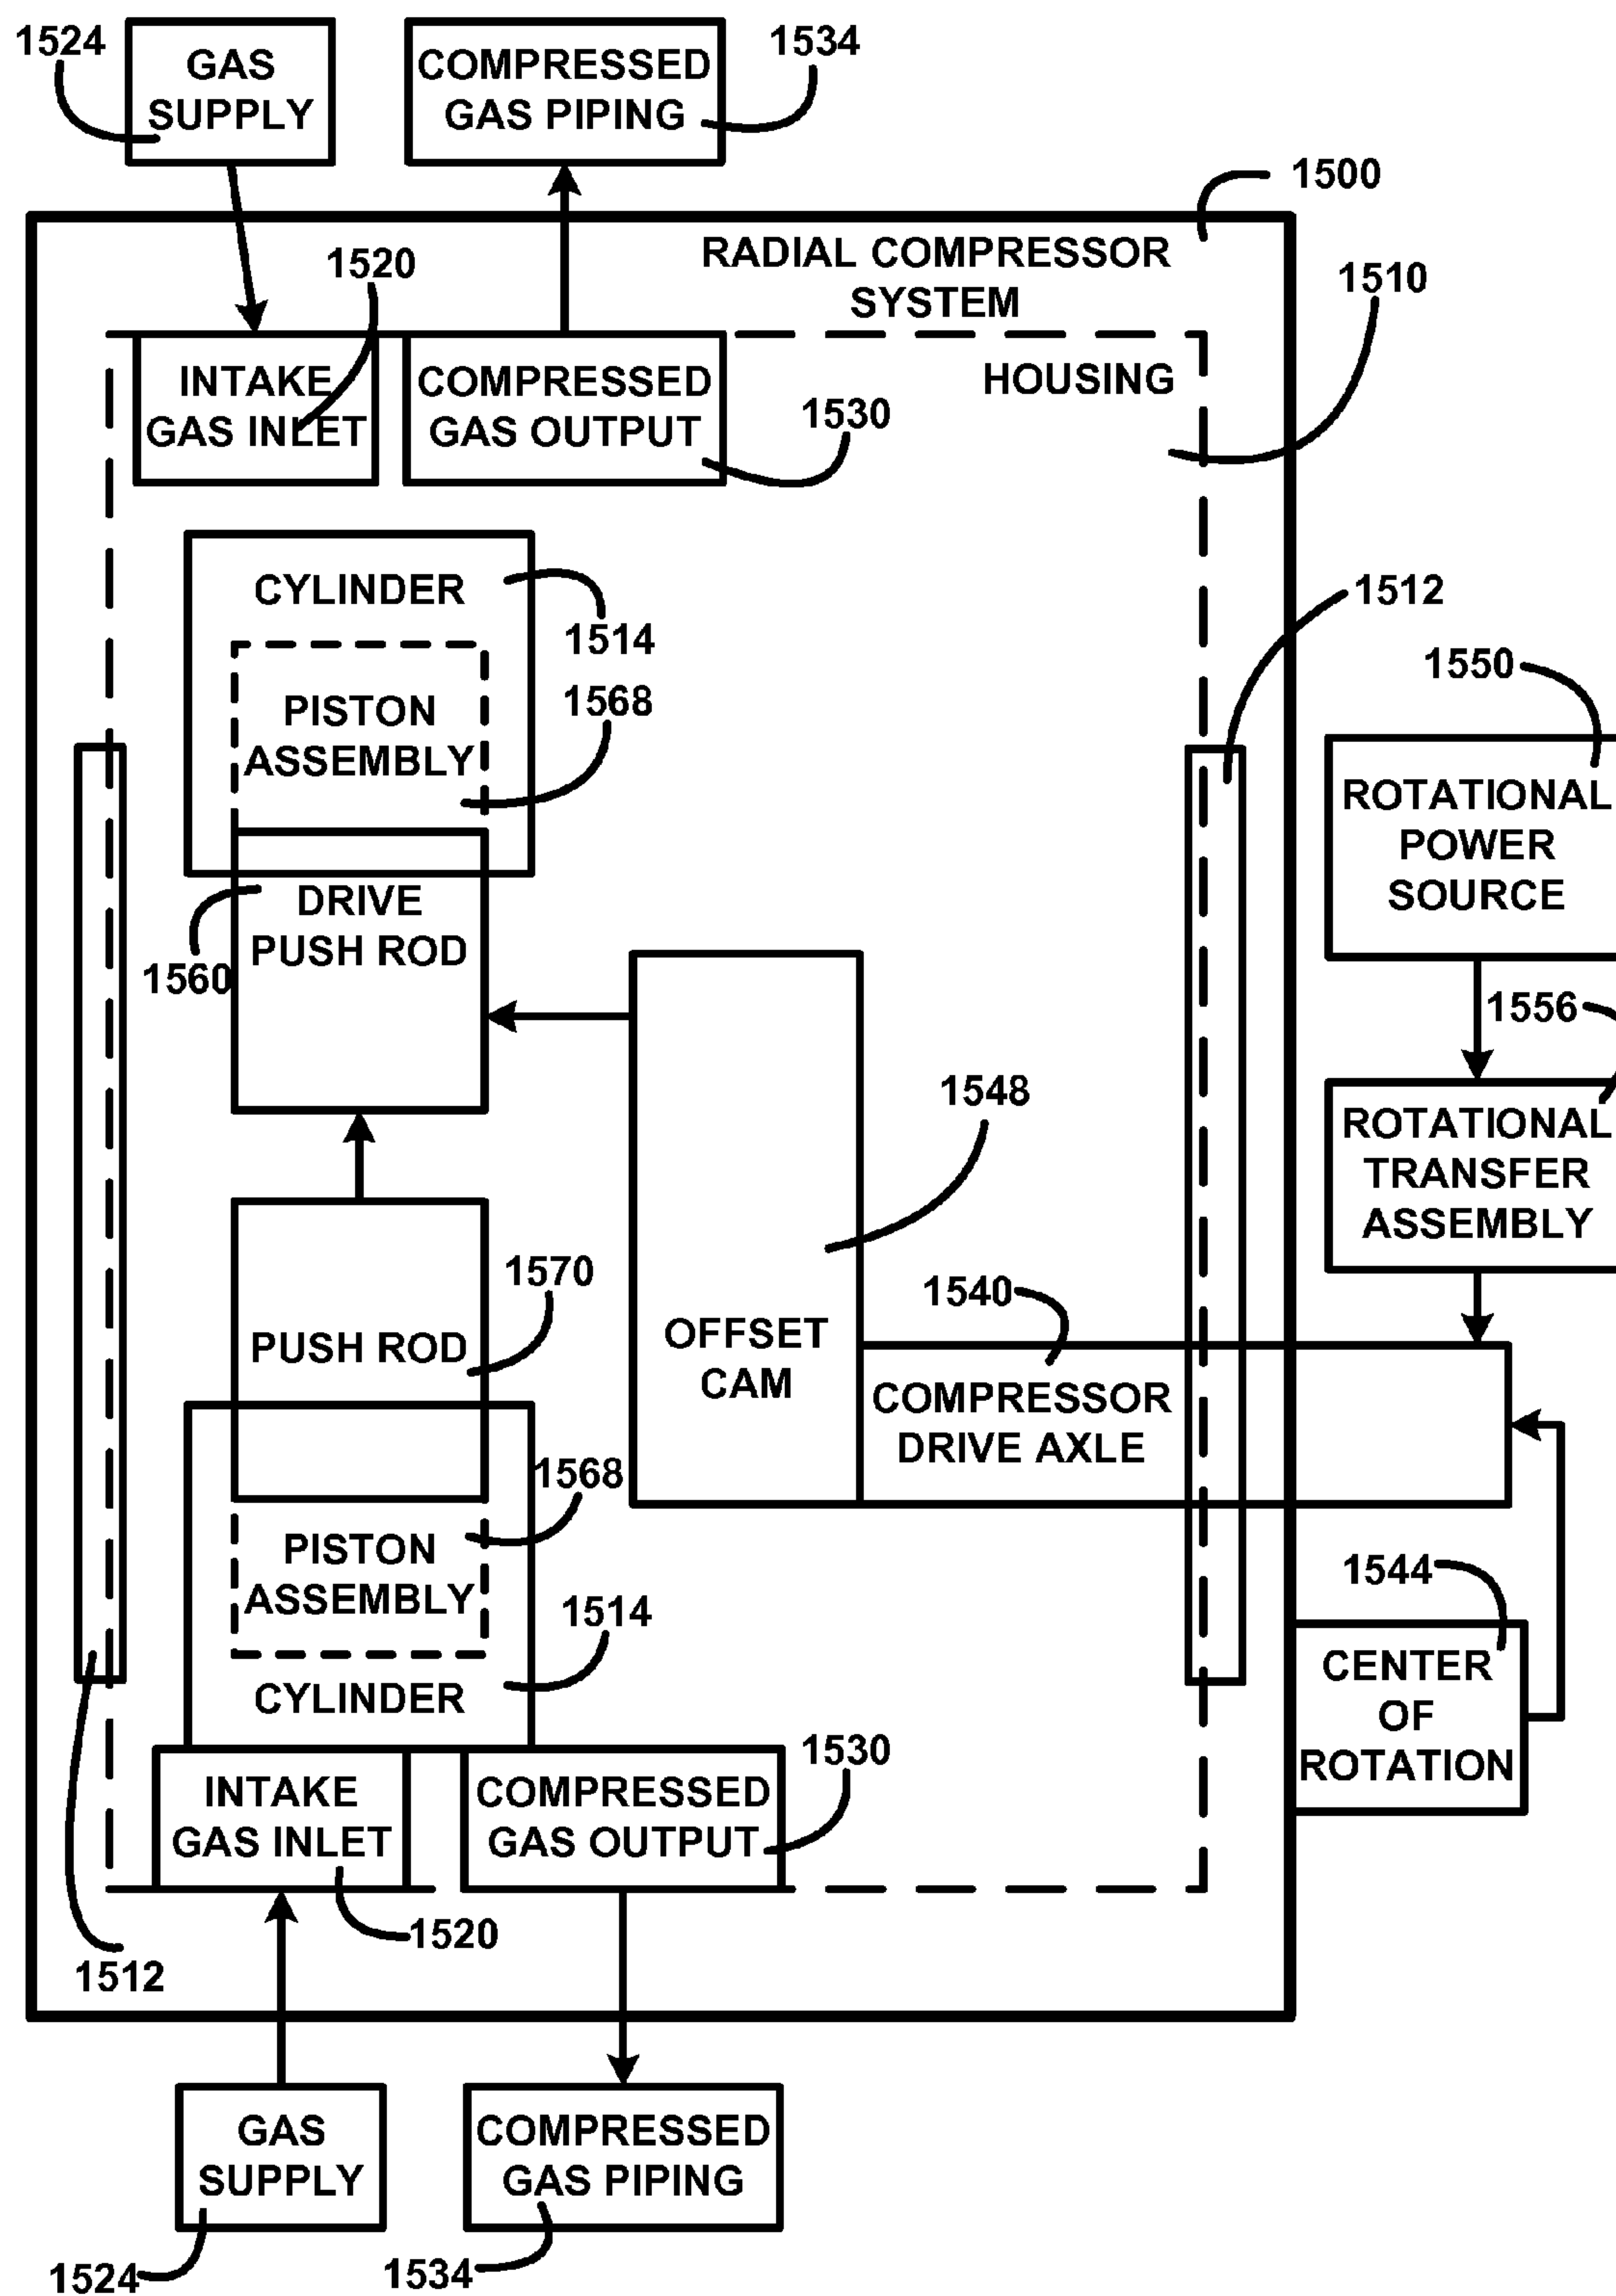 1524
GAS
SUPPLY
COMPRESSED
GAS PIPING
1534
1500
RADIAL COMPRESSOR
SYSTEM
1520
1510
INTAKE
GAS INLET
COMPRESSED
GAS OUTPUT
HOUSING
1530
CYLINDER
1514
1512
PISTON
ASSEMBLY
1568
1550
ROTATIONAL
POWER
SOURCE
DRIVE
PUSH ROD
1560
1556
1548
ROTATIONAL
TRANSFER
ASSEMBLY
1570
PUSH ROD
1540
OFFSET
CAM
COMPRESSOR
DRIVE AXLE
1568
PISTON
ASSEMBLY
1514
CYLINDER
1544
CENTER
OF
ROTATION
1530
INTAKE
GAS INLET
COMPRESSED
GAS OUTPUT
1520
1512
GAS
SUPPLY
COMPRESSED
GAS PIPING
1524
1534